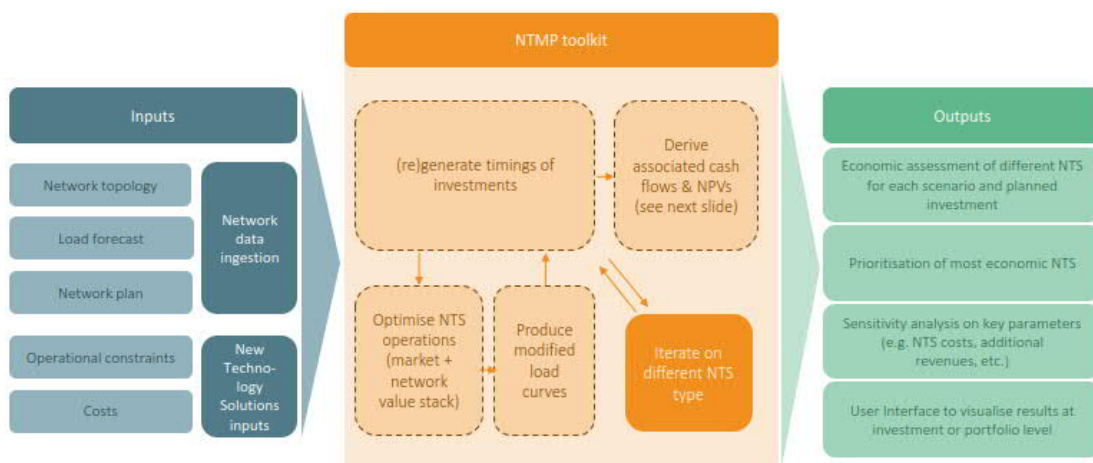 NTMP toolkit
Inputs
Network topology
Load forecast
Network plan
Network
data
ingestion
Operational constraints
Costs
New
Techno-
logy
Solutions
inputs
(re)generate timings of
investments
Derive
associated cash
flows & NPVs
(see next slide)
Optimise NTS
operations
(market +
network
value stack)
Produce
modified
load
curves
Iterate on
different NTS
type
Outputs
Economic assessment of different NTS
for each scenario and planned
investment
Prioritisation of most economic NTS
Sensitivity analysis on key parameters
(e.g. NTS costs, additional
revenues, etc.)
User Interface to visualise results at
investment or portfolio level